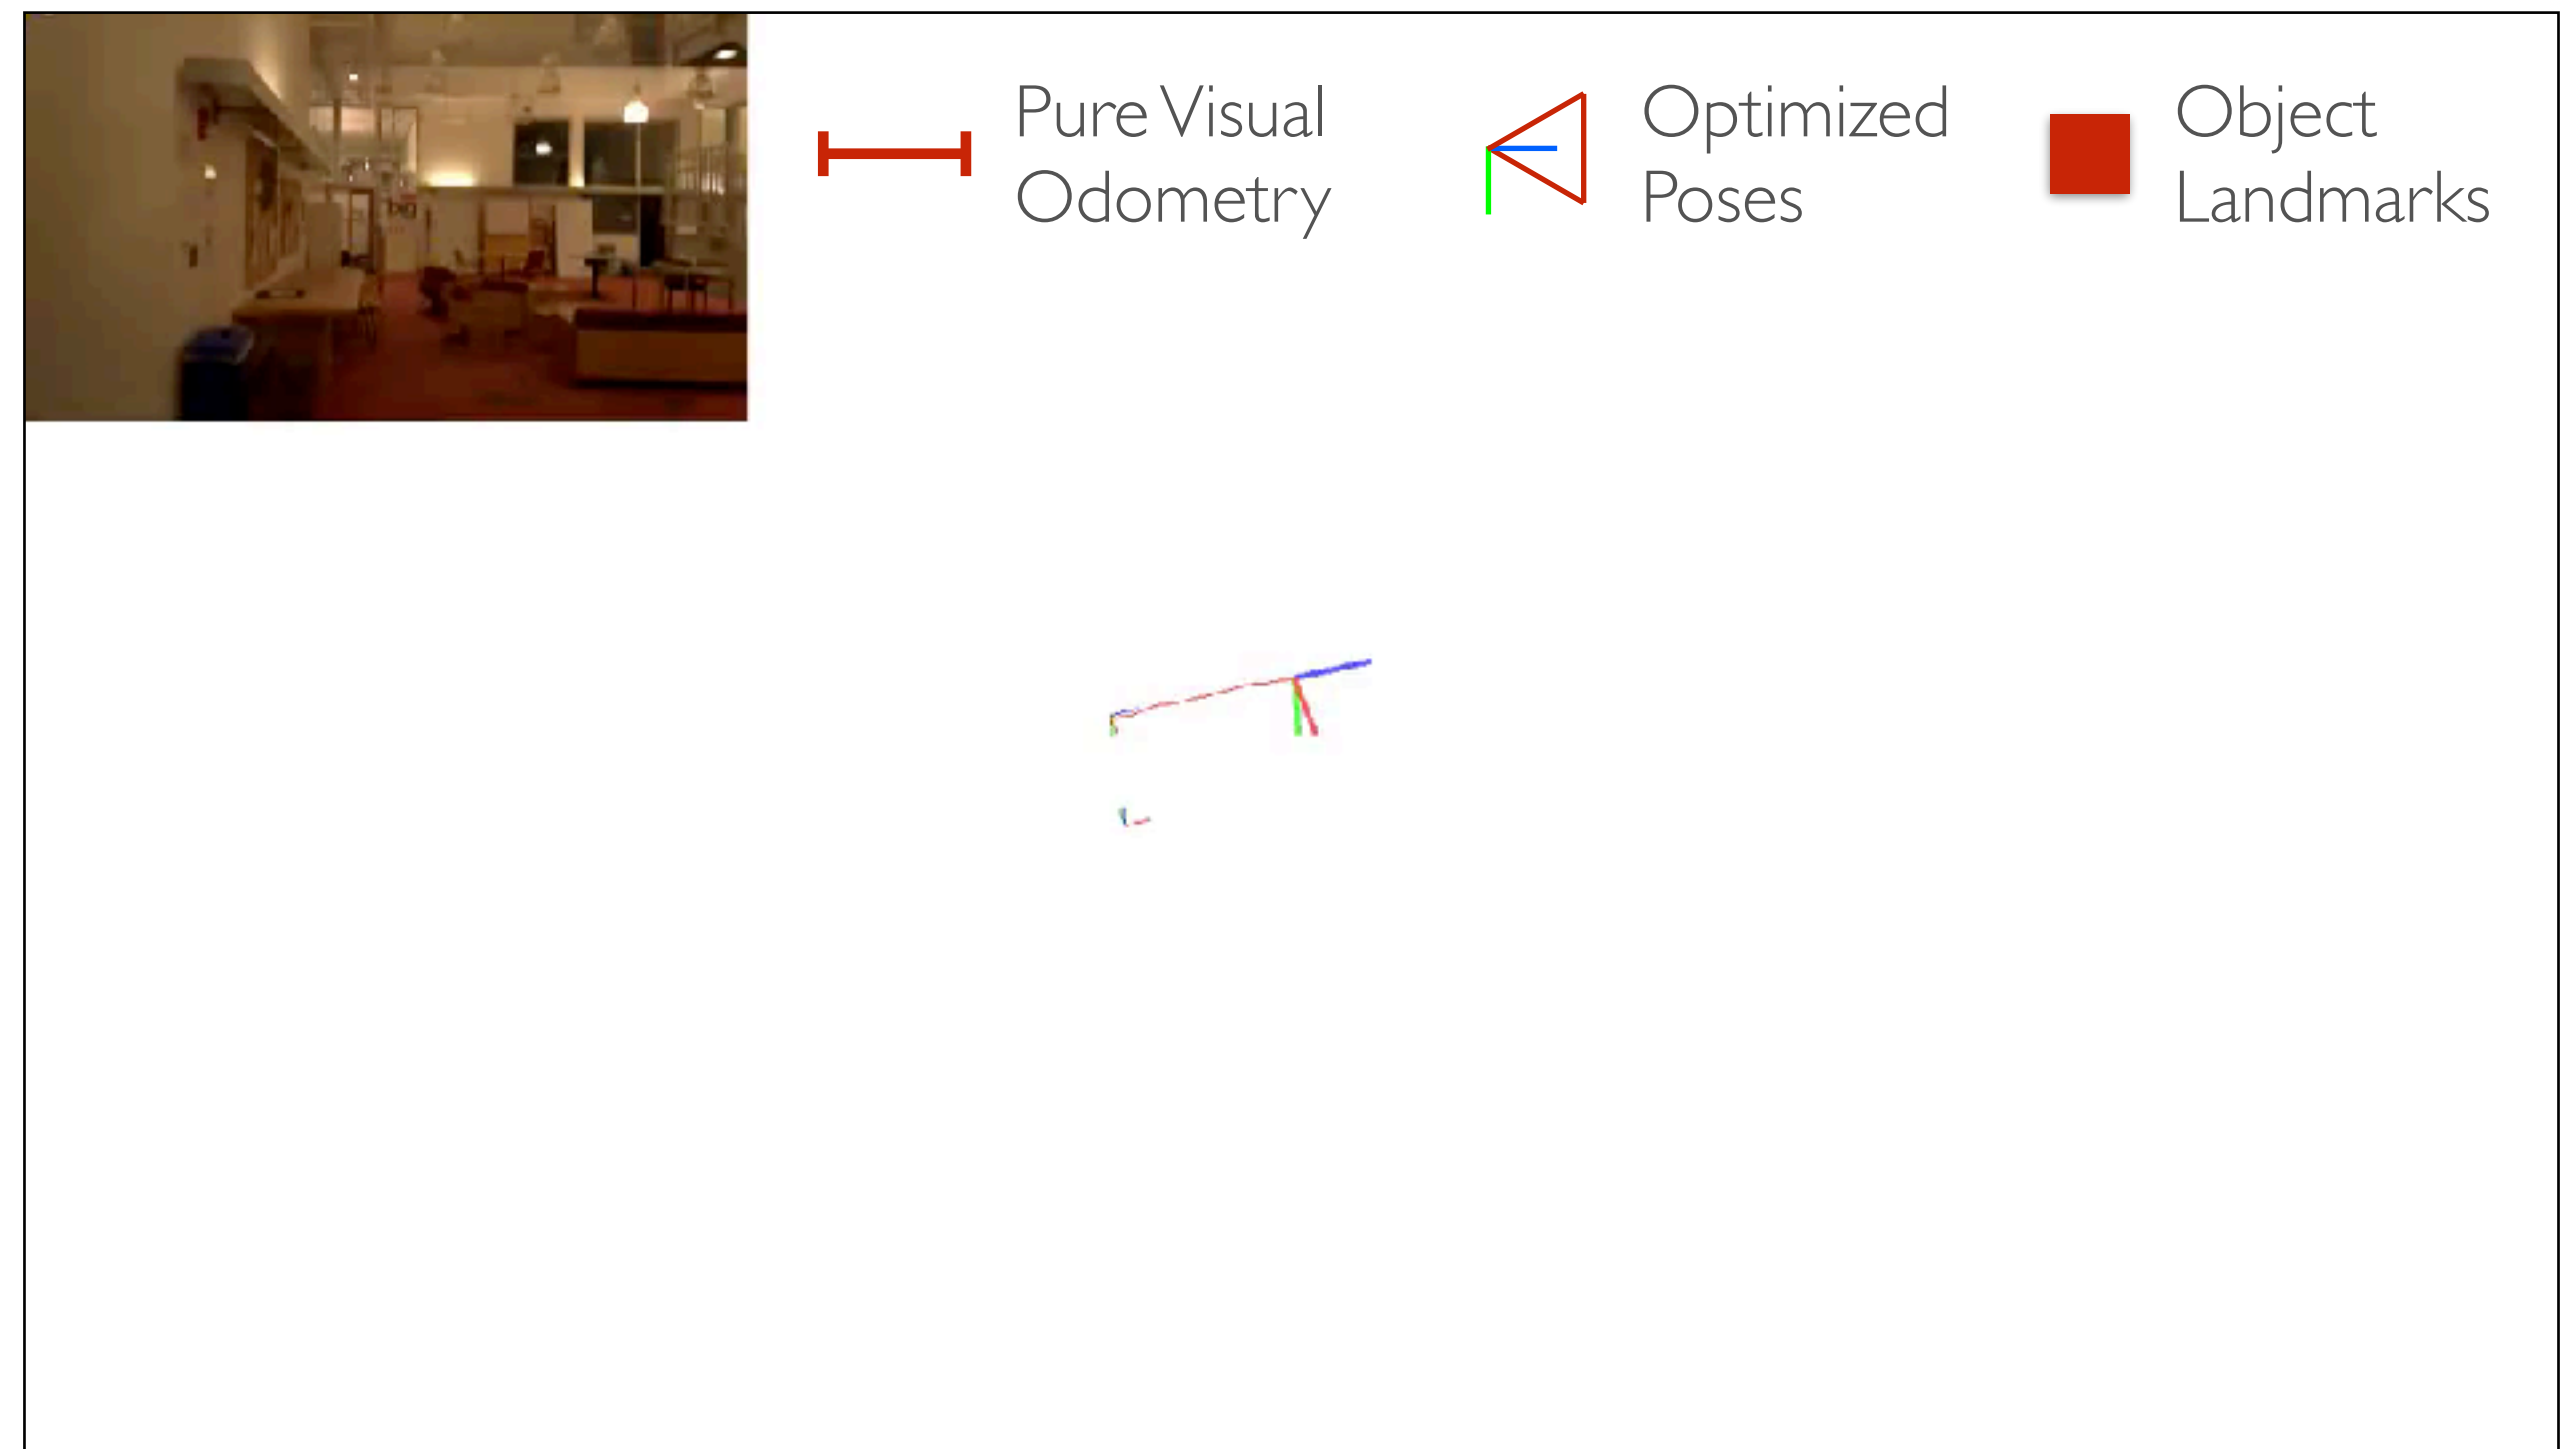 Pure Visual
Odometry
Optimized
Poses
Object
Landmarks